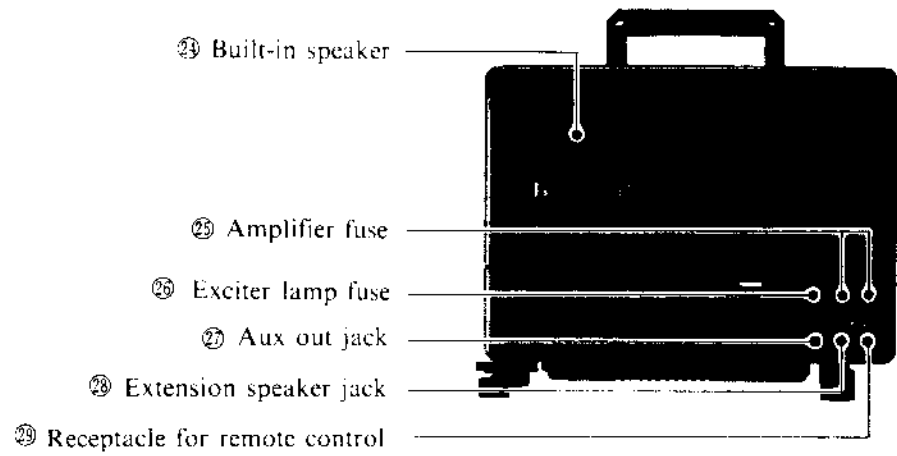 ㉔ Built-in speaker
㉕ Amplifier fuse
㉖ Exciter lamp fuse
㉗ Aux out jack
㉘ Extension speaker jack
㉙ Receptacle for remote control